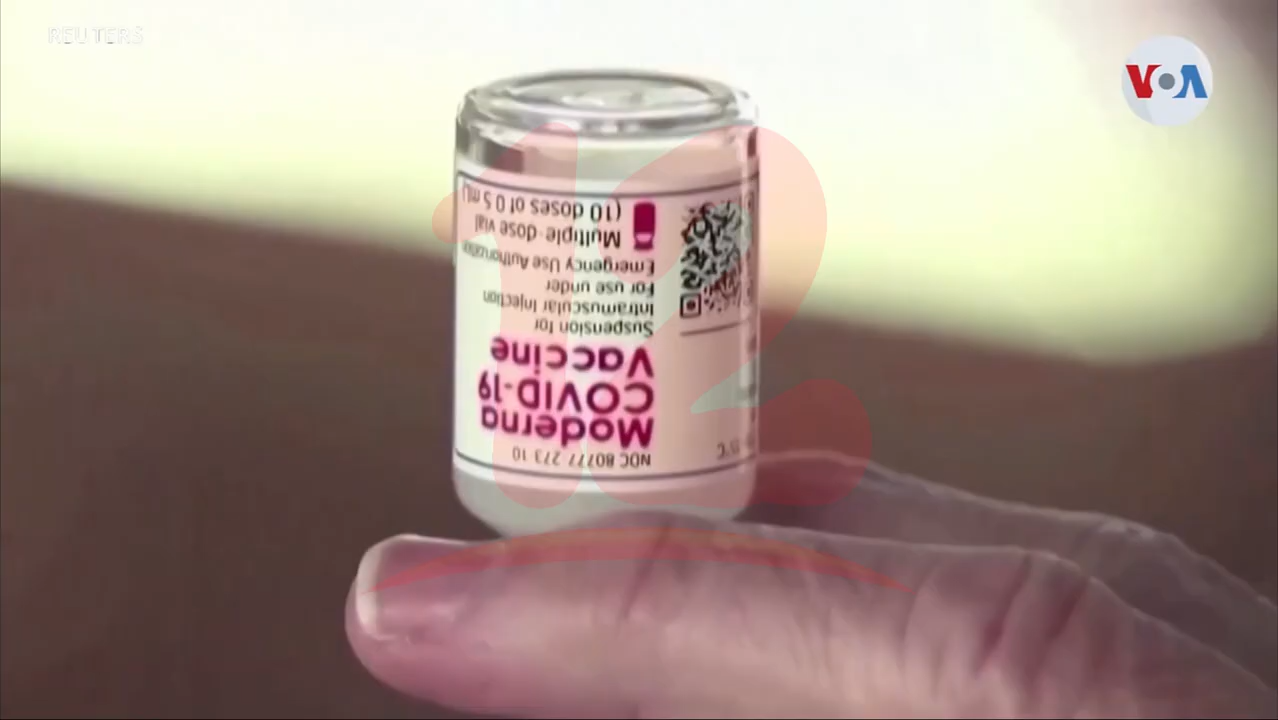 REUTERS
VOA
12
NDC 80777 273 10
Moderna
COVID-19
Vaccine
Suspension for
Intramuscular Injection
For use under
Emergency Use Authorization
Multiple-dose vial
(10 doses of 0.5 mL)